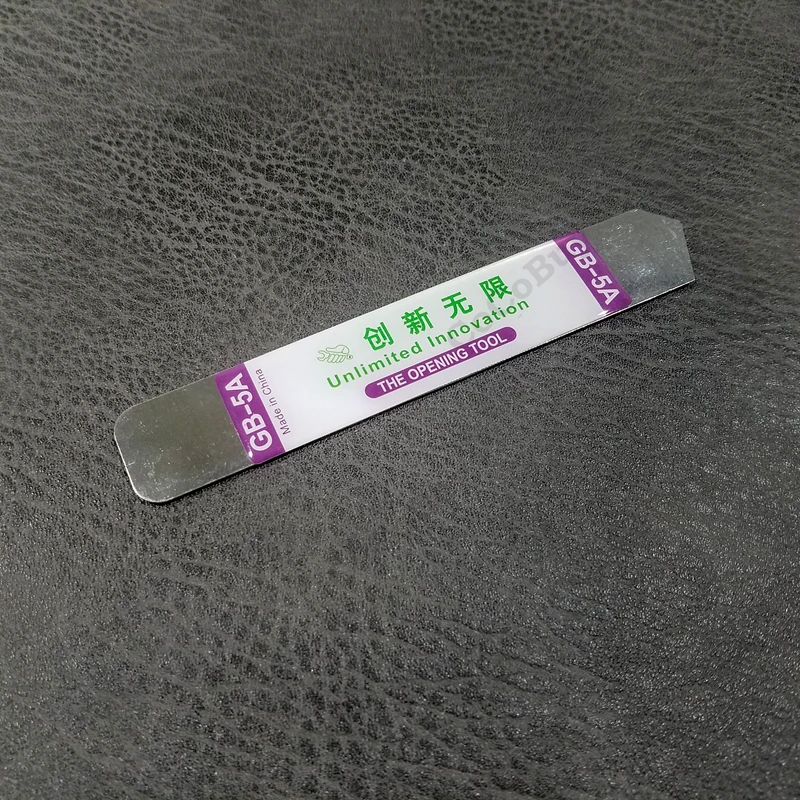 GB-5A
Made in China
创新无限
Unlimited Innovation
THE OPENING TOOL
GB-5A